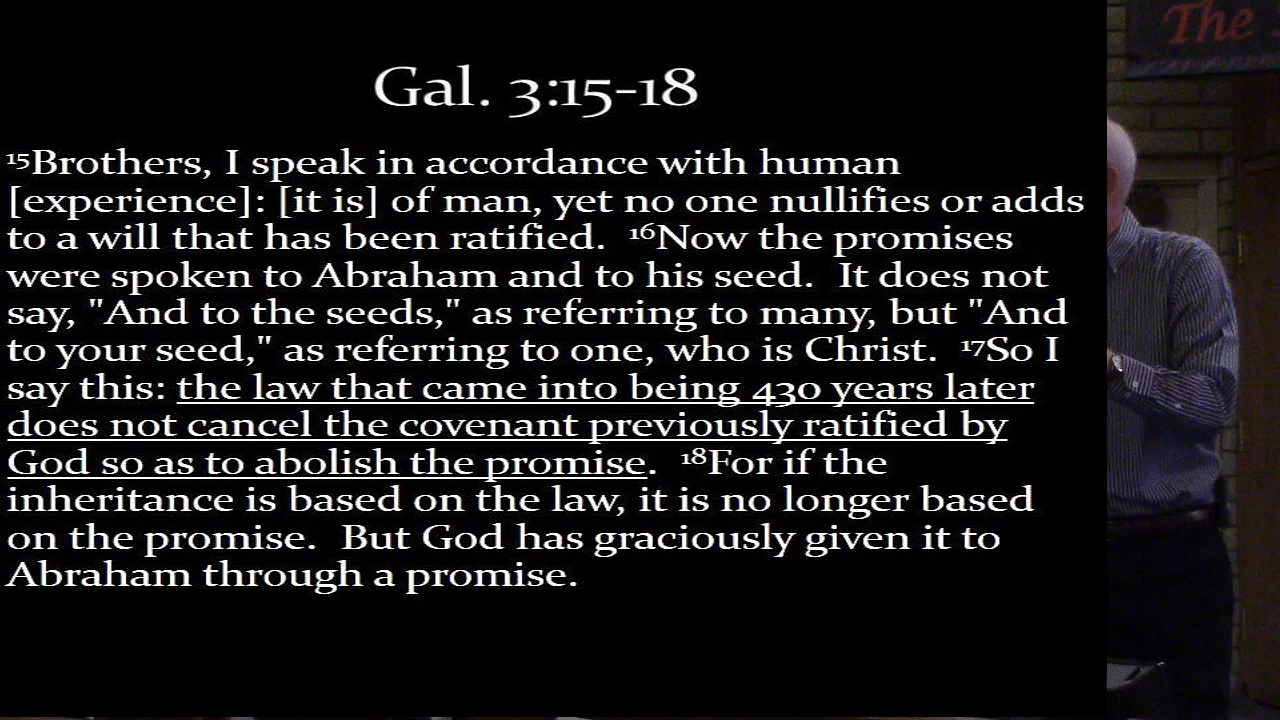 The
Gal. 3:15-18
¹⁵Brothers, I speak in accordance with human
[experience]: [it is] of man, yet no one nullifies or adds
to a will that has been ratified. ¹⁶Now the promises
were spoken to Abraham and to his seed. It does not
say, "And to the seeds," as referring to many, but "And
to your seed," as referring to one, who is Christ. ¹⁷So I
say this: the law that came into being 430 years later
does not cancel the covenant previously ratified by
God so as to abolish the promise. ¹⁸For if the
inheritance is based on the law, it is no longer based
on the promise. But God has graciously given it to
Abraham through a promise.